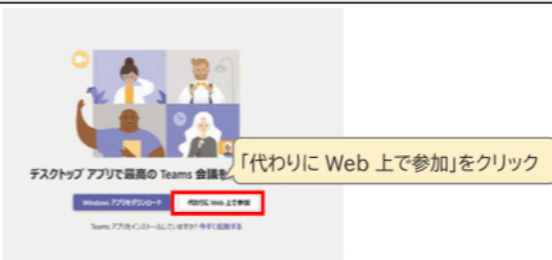 デスクトップ アプリで最高の Teams 会議を
「代わりに Web 上で参加」をクリック
Windows アプリをダウンロード
代わりに Web 上で参加
Teams アプリをインストールしていますか? 今すぐ起動する